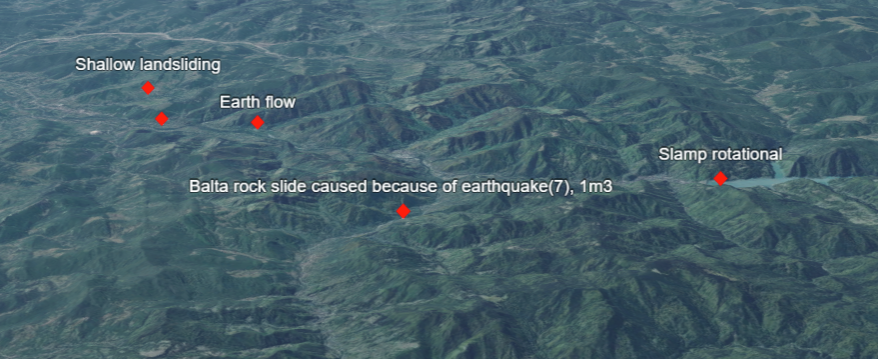 Shallow landsliding
Earth flow
Slamp rotational
Balta rock slide caused because of earthquake(7), 1m3